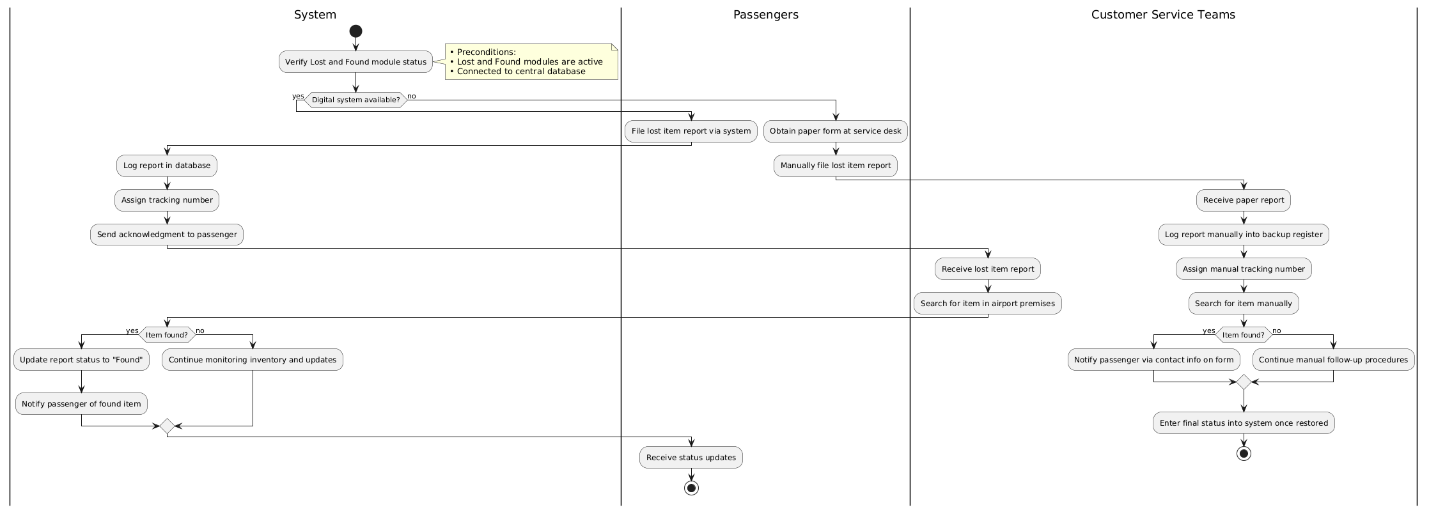 System
Passengers
Customer Service Teams
Verify Lost and Found module status
• Preconditions:
• Lost and Found modules are active
• Connected to central database
yes
Digital system available?
no
File lost item report via system
Obtain paper form at service desk
Log report in database
Manually file lost item report
Assign tracking number
Receive paper report
Send acknowledgment to passenger
Log report manually into backup register
Receive lost item report
Assign manual tracking number
Search for item in airport premises
Search for item manually
yes
Item found?
no
yes
Item found?
no
Update report status to "Found"
Continue monitoring inventory and updates
Notify passenger via contact info on form
Continue manual follow-up procedures
Notify passenger of found item
Enter final status into system once restored
Receive status updates